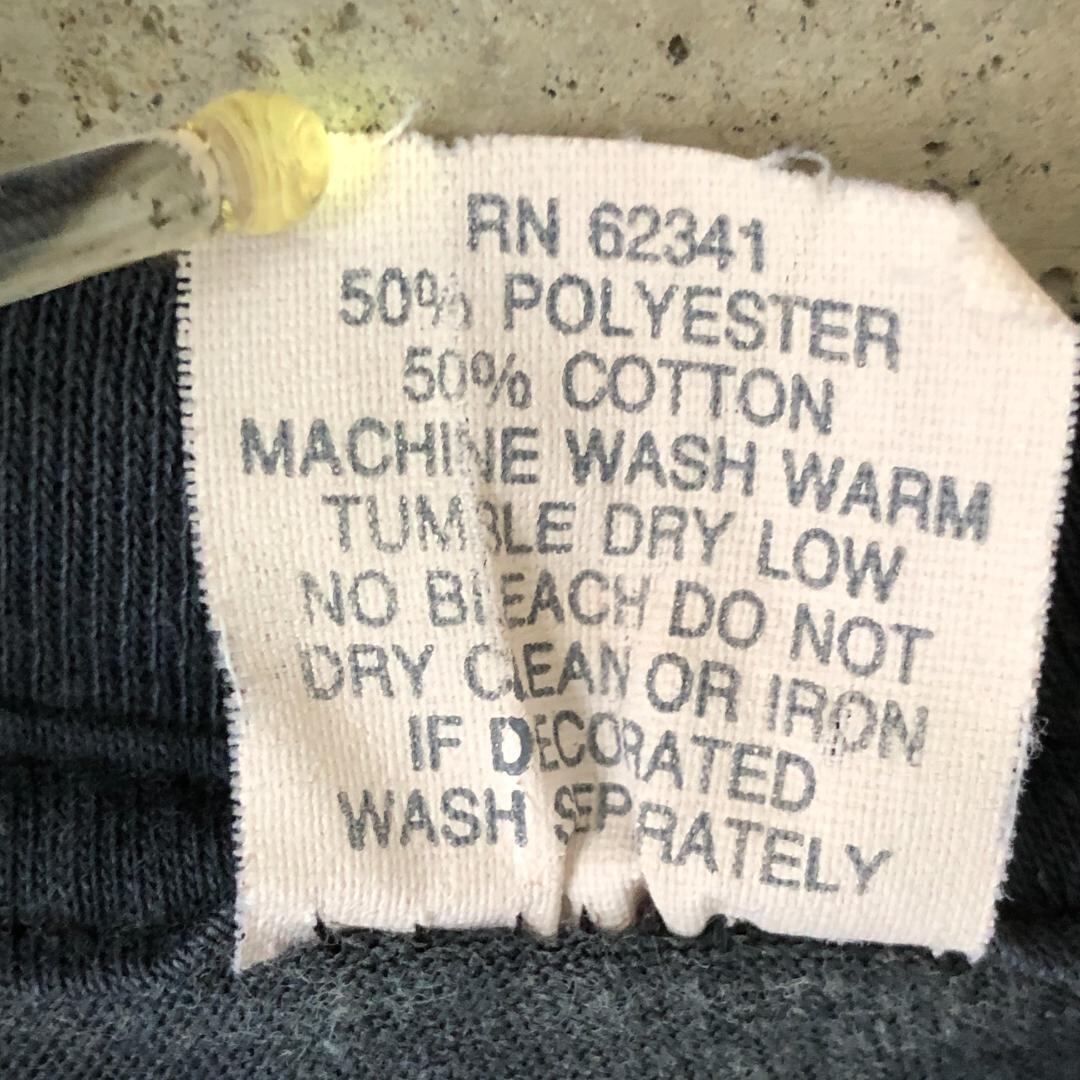 RN 62341
50% POLYESTER
50% COTTON
MACHINE WASH WARM
TUMBLE DRY LOW
NO BLEACH DO NOT
DRY CLEAN OR IRON
IF DECORATED
WASH SEPRATELY